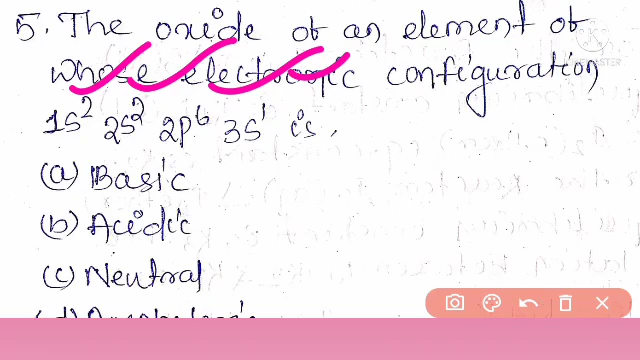 5. The oxide of an element of
whose electronic configuration
1s² 2s² 2p⁶ 3s¹ is,
(a) Basic
(b) Acidic
(c) Neutral